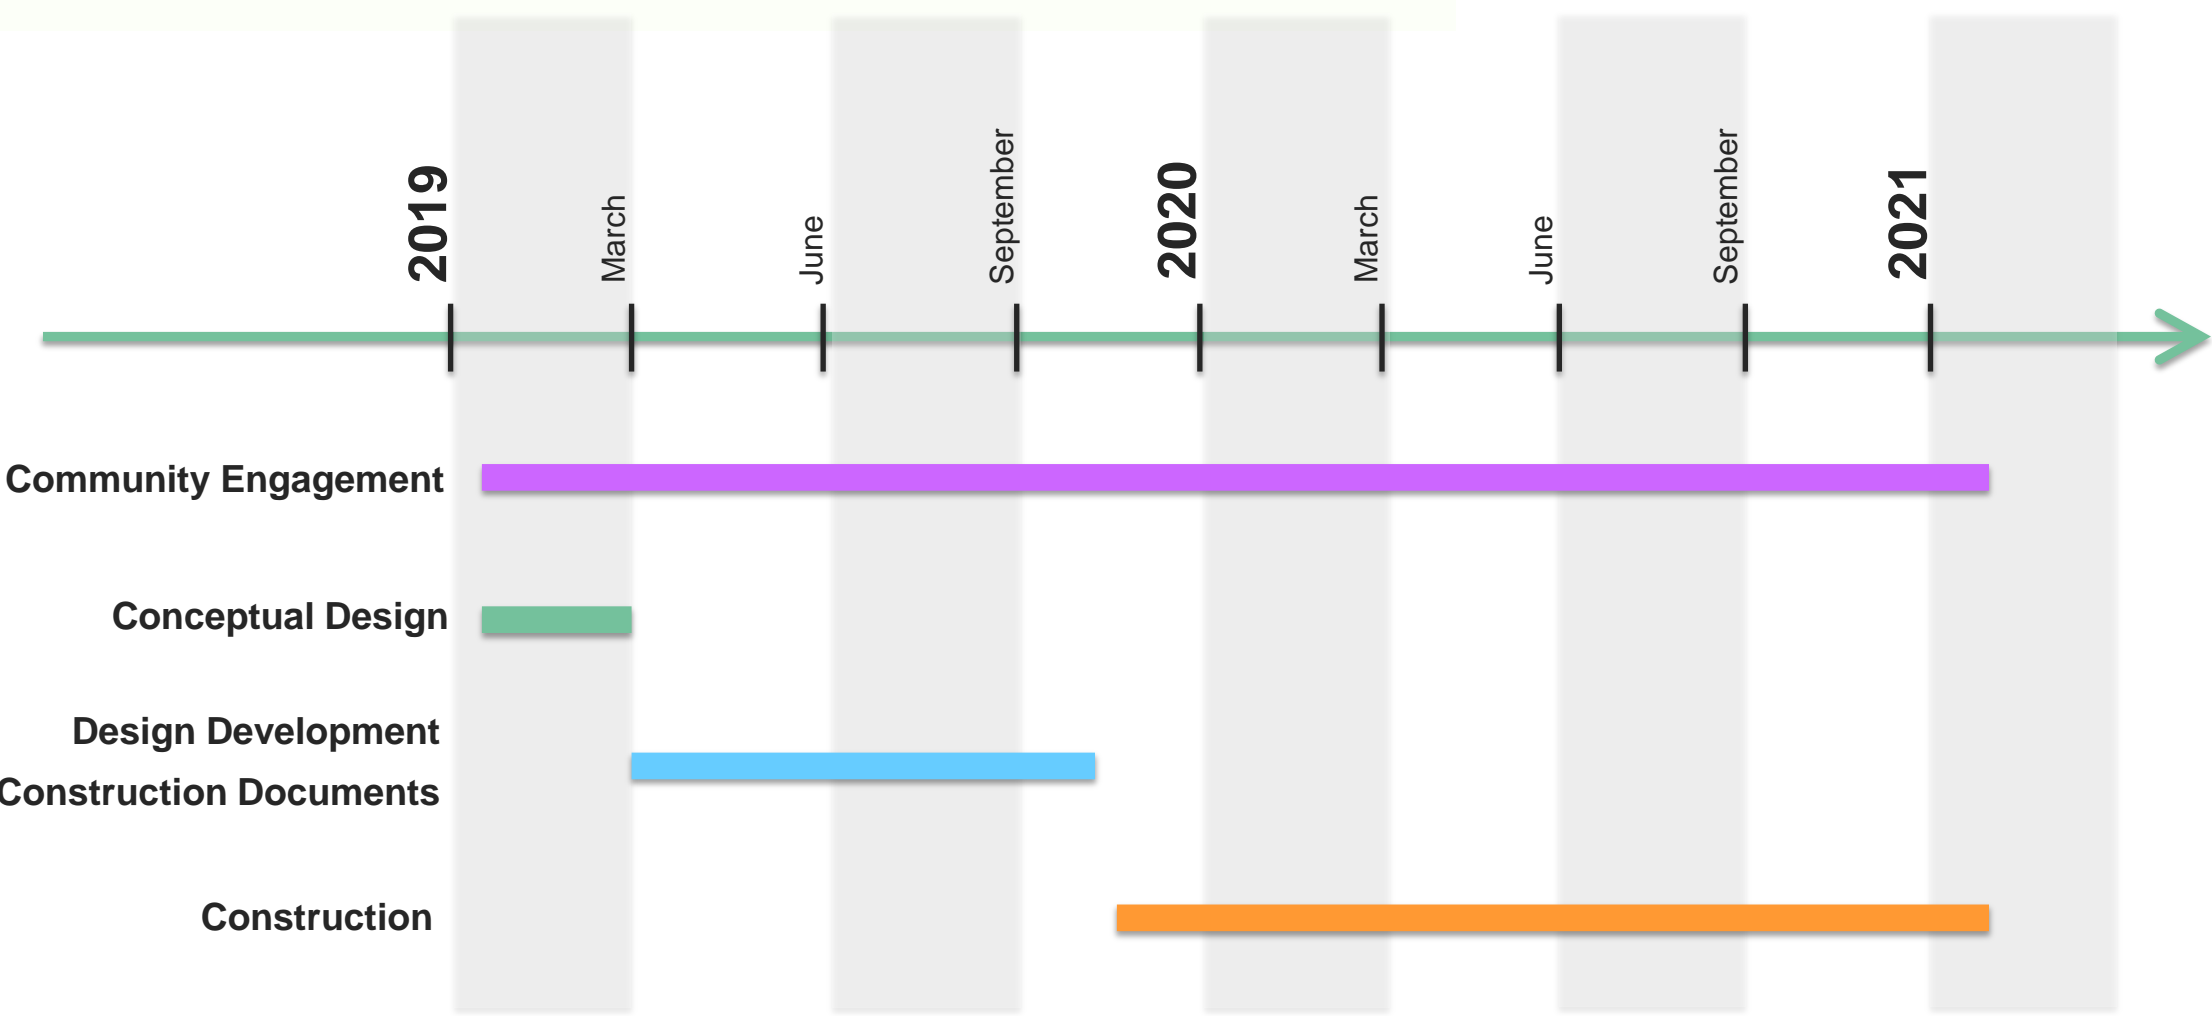 2019
March
June
September
2020
March
June
September
2021
Community Engagement
Conceptual Design
Design Development
Construction Documents
Construction